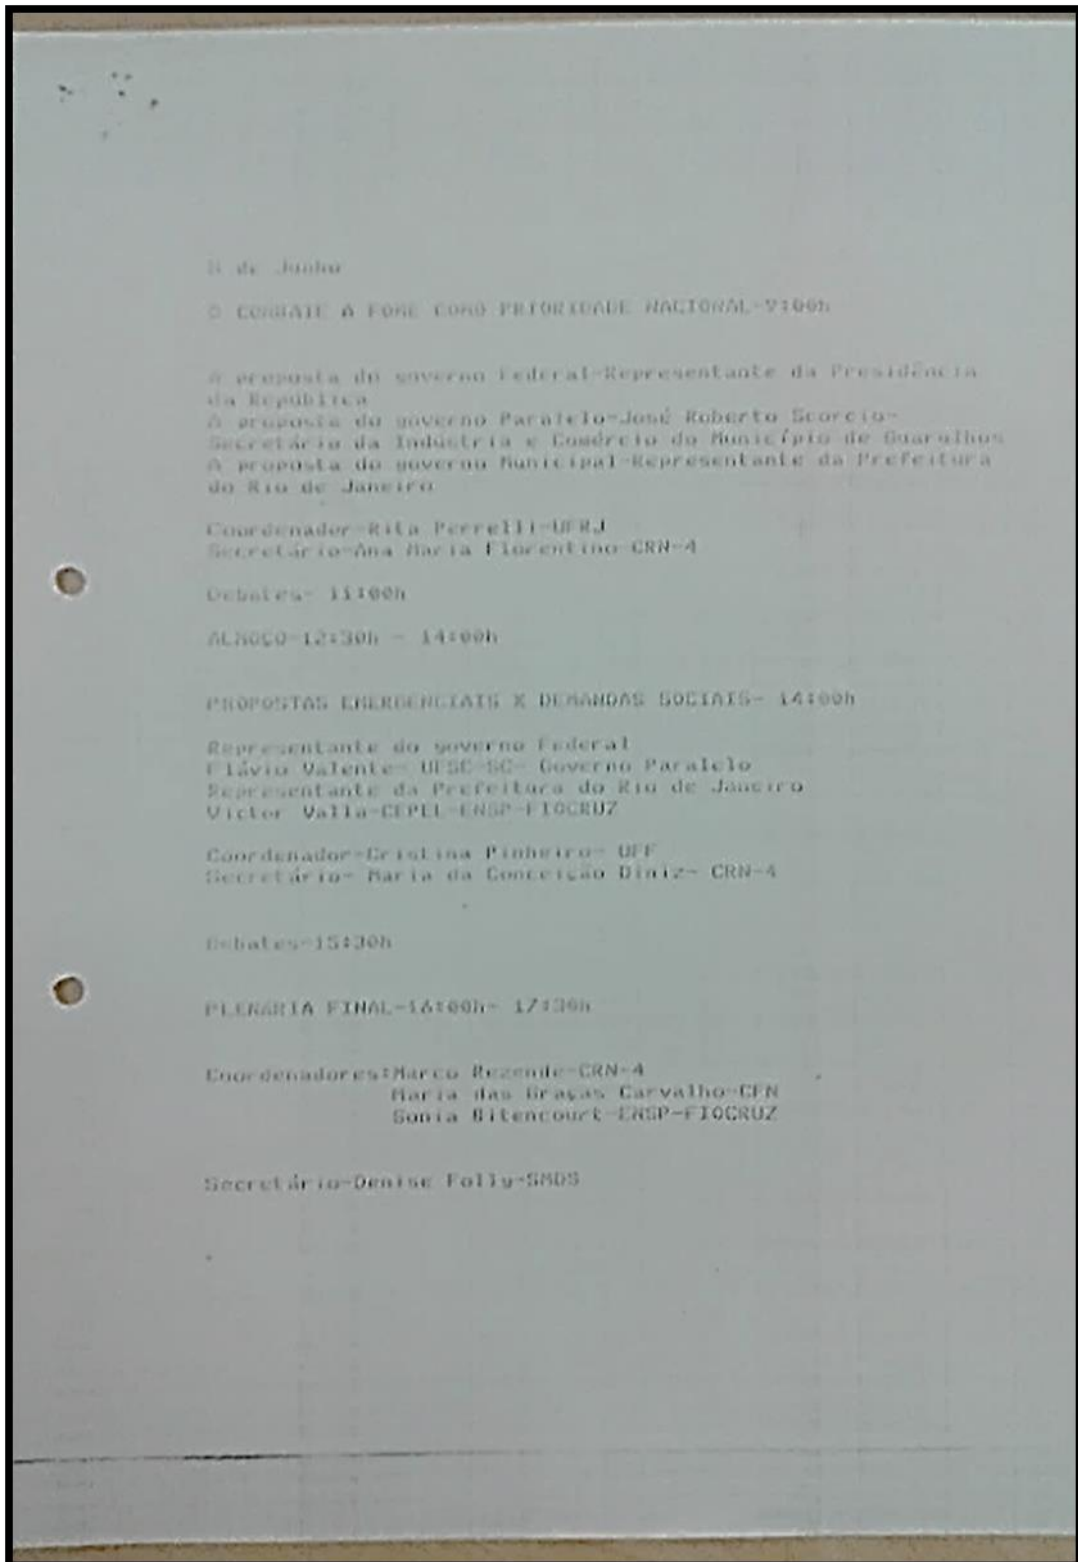 de Junho
O COMBATE A FOME COMO PRIORIDADE NACIONAL-9:00h
A proposta do governo Federal-Representante da Presidência
da República
A proposta do governo Paralelo-José Roberto Scorcio-
Secretário da Indústria e Comércio do Município de Guarulhos
A proposta do governo Municipal-Representante da Prefeitura
do Rio de Janeiro
Coordenador-Rita Perrelli-UFRJ
Secretário-Ana Maria Florentino-CRN-4
Debates- 11:00h
ALMOÇO-12:30h - 14:00h
PROPOSTAS EMERGENCIAIS X DEMANDAS SOCIAIS- 14:00h
Representante do governo Federal
Flávio Valente- UFSC-SC- Governo Paralelo
Representante da Prefeitura do Rio de Janeiro
Victor Valla-CEPEL-ENSP-FIOCRUZ
Coordenador-Cristina Pinheiro- UFF
Secretário- Maria da Conceição Diniz- CRN-4
Debates-15:30h
PLENARIA FINAL-16:00h- 17:30h
Coordenadores:Marco Rezende-CRN-4
Maria das Graças Carvalho-CFN
Sonia Bitencourt-ENSP-FIOCRUZ
Secretário-Denise Folly-SMDS